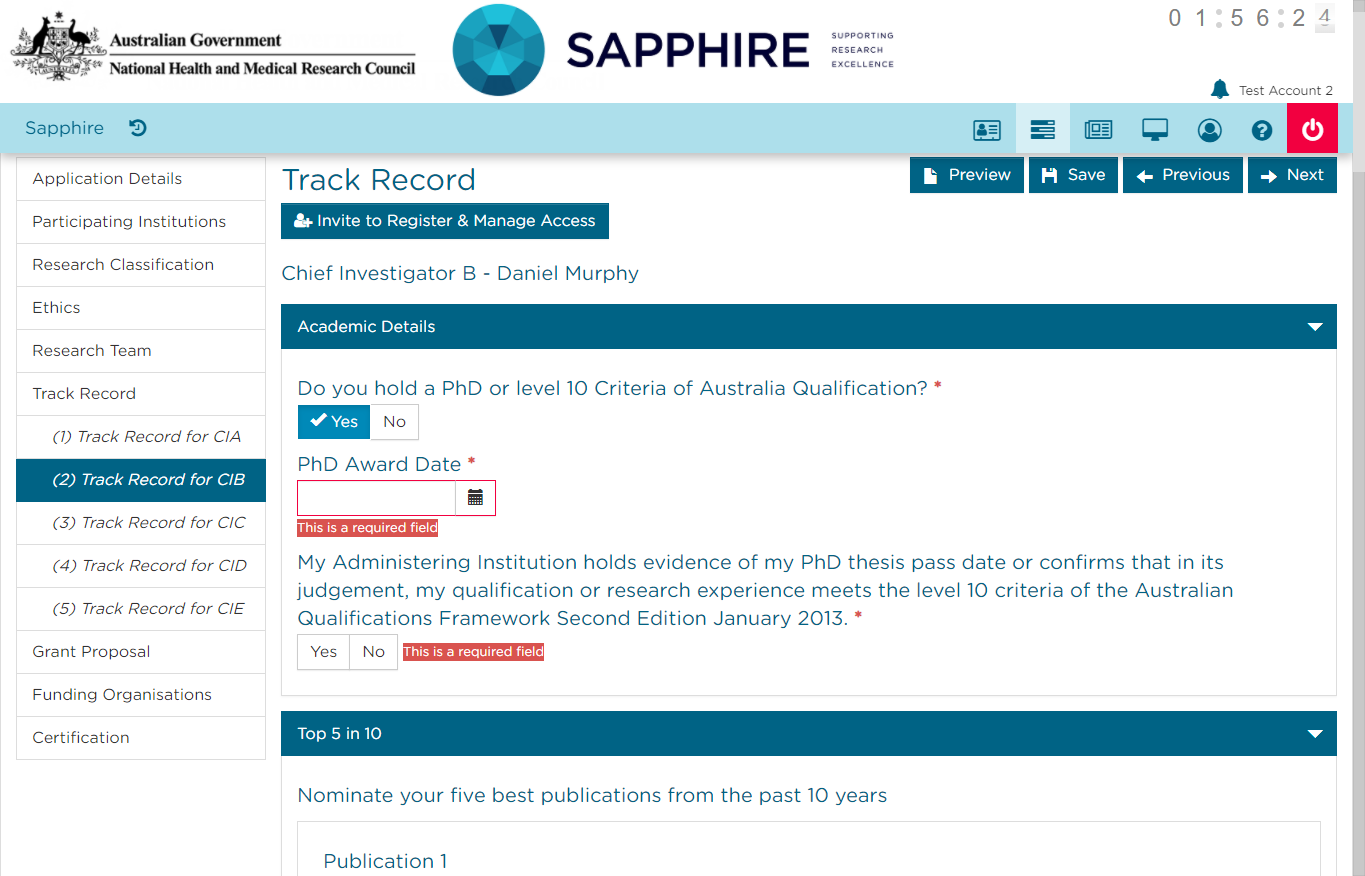 Australian Government
National Health and Medical Research Council
SAPPHIRE
SUPPORTING
RESEARCH
EXCELLENCE
01:56:24
Test Account 2
Sapphire
Application Details
Participating Institutions
Research Classification
Ethics
Research Team
Track Record
(1) Track Record for CIA
(2) Track Record for CIB
(3) Track Record for CIC
(4) Track Record for CID
(5) Track Record for CIE
Grant Proposal
Funding Organisations
Certification
Track Record
Preview
Save
Previous
Next
Invite to Register & Manage Access
Chief Investigator B - Daniel Murphy
Academic Details
Do you hold a PhD or level 10 Criteria of Australia Qualification? *
Yes No
PhD Award Date *
This is a required field
My Administering Institution holds evidence of my PhD thesis pass date or confirms that in its
judgement, my qualification or research experience meets the level 10 criteria of the Australian
Qualifications Framework Second Edition January 2013. *
Yes No This is a required field
Top 5 in 10
Nominate your five best publications from the past 10 years
Publication 1